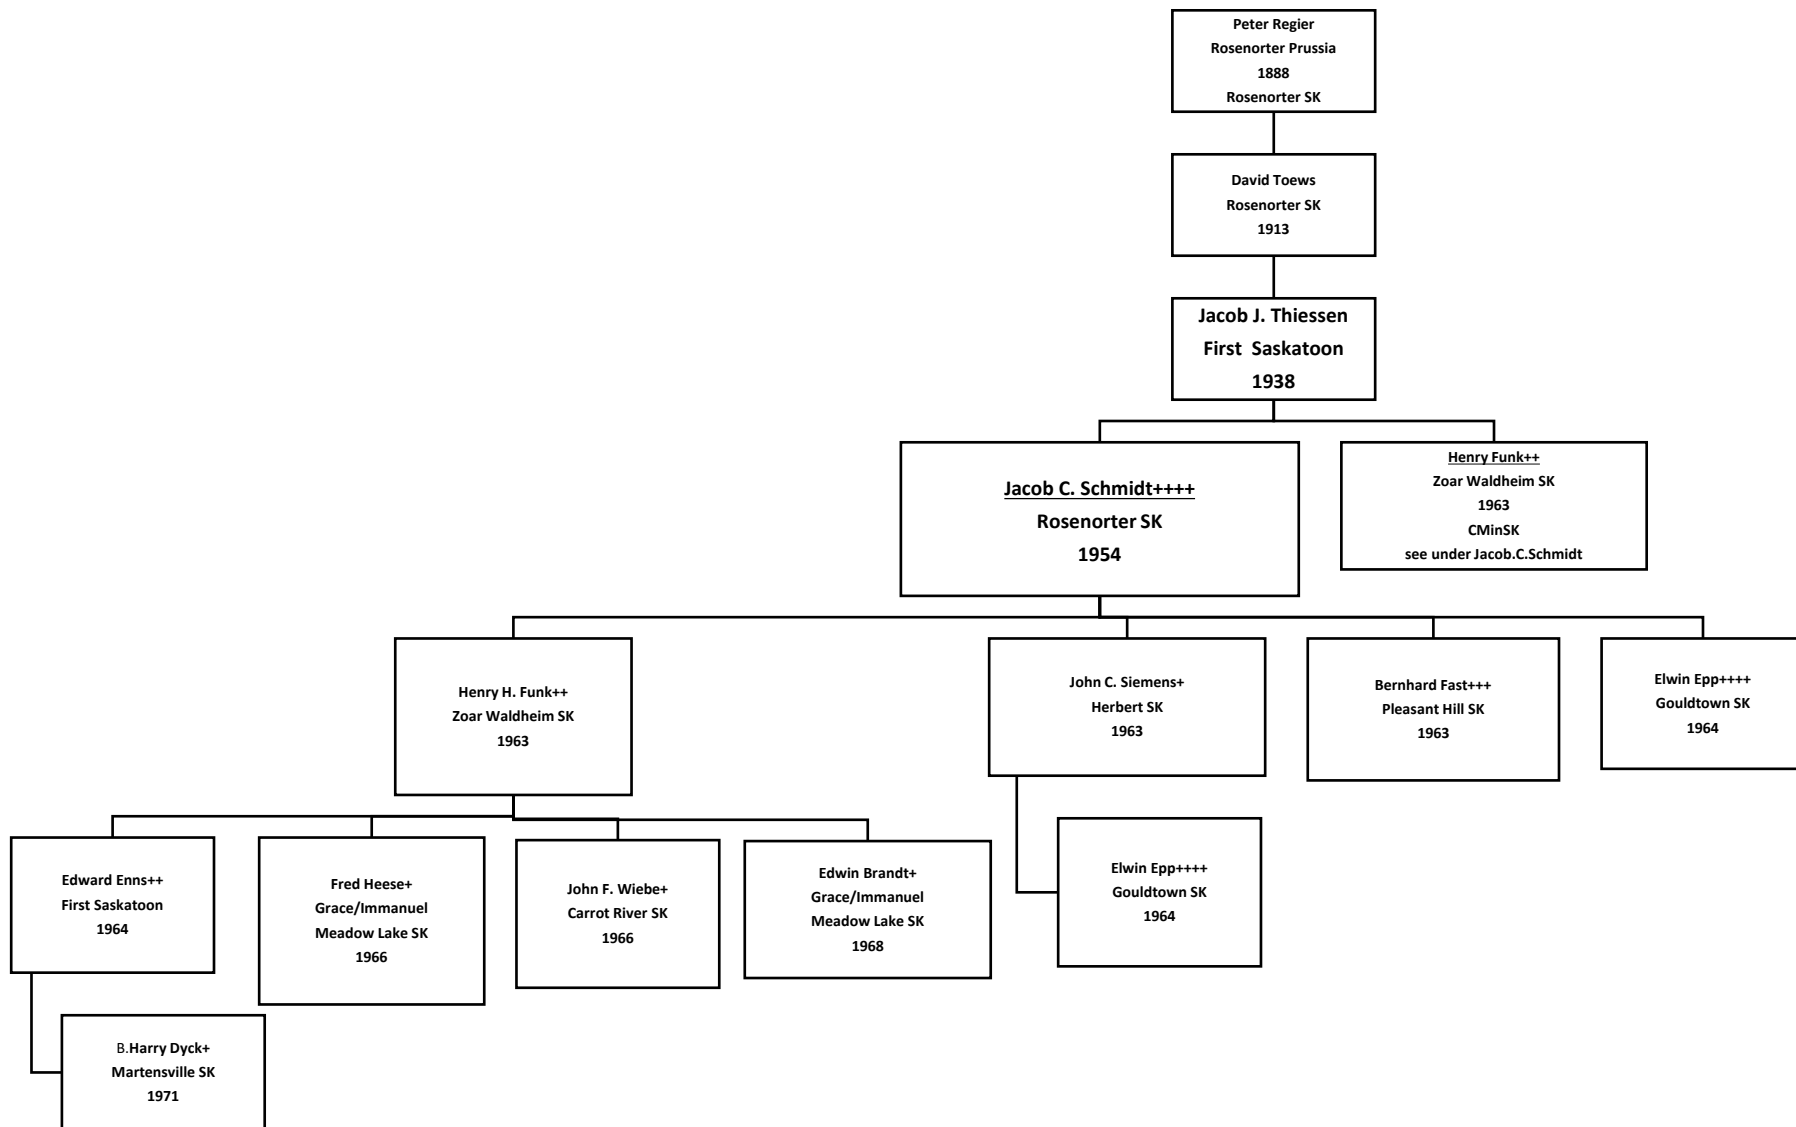 Peter Regier
Rosenorter Prussia
1888
Rosenorter SK
David Toews
Rosenorter SK
1913
Jacob J. Thiessen
First Saskatoon
1938
Jacob C. Schmidt++++
Rosenorter SK
1954
Henry Funk++
Zoar Waldheim SK
1963
CMinSK
see under Jacob.C.Schmidt
Henry H. Funk++
Zoar Waldheim SK
1963
John C. Siemens+
Herbert SK
1963
Bernhard Fast+++
Pleasant Hill SK
1963
Elwin Epp++++
Gouldtown SK
1964
Edward Enns++
First Saskatoon
1964
Fred Heese+
Grace/Immanuel
Meadow Lake SK
1966
John F. Wiebe+
Carrot River SK
1966
Edwin Brandt+
Grace/Immanuel
Meadow Lake SK
1968
Elwin Epp++++
Gouldtown SK
1964
B.Harry Dyck+
Martensville SK
1971